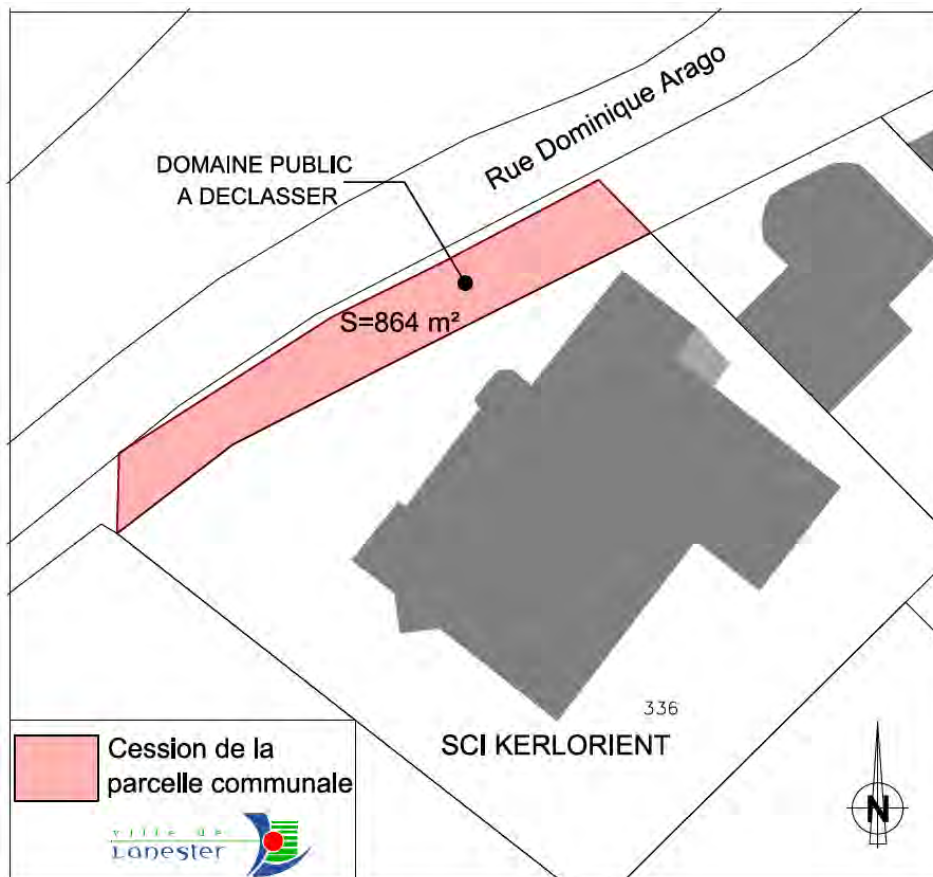 Rue Dominique Arago
DOMAINE PUBLIC
A DECLASSER
S=864 m²
336
SCI KERLORIENT
Cession de la
parcelle communale
ville de
Lanester
N